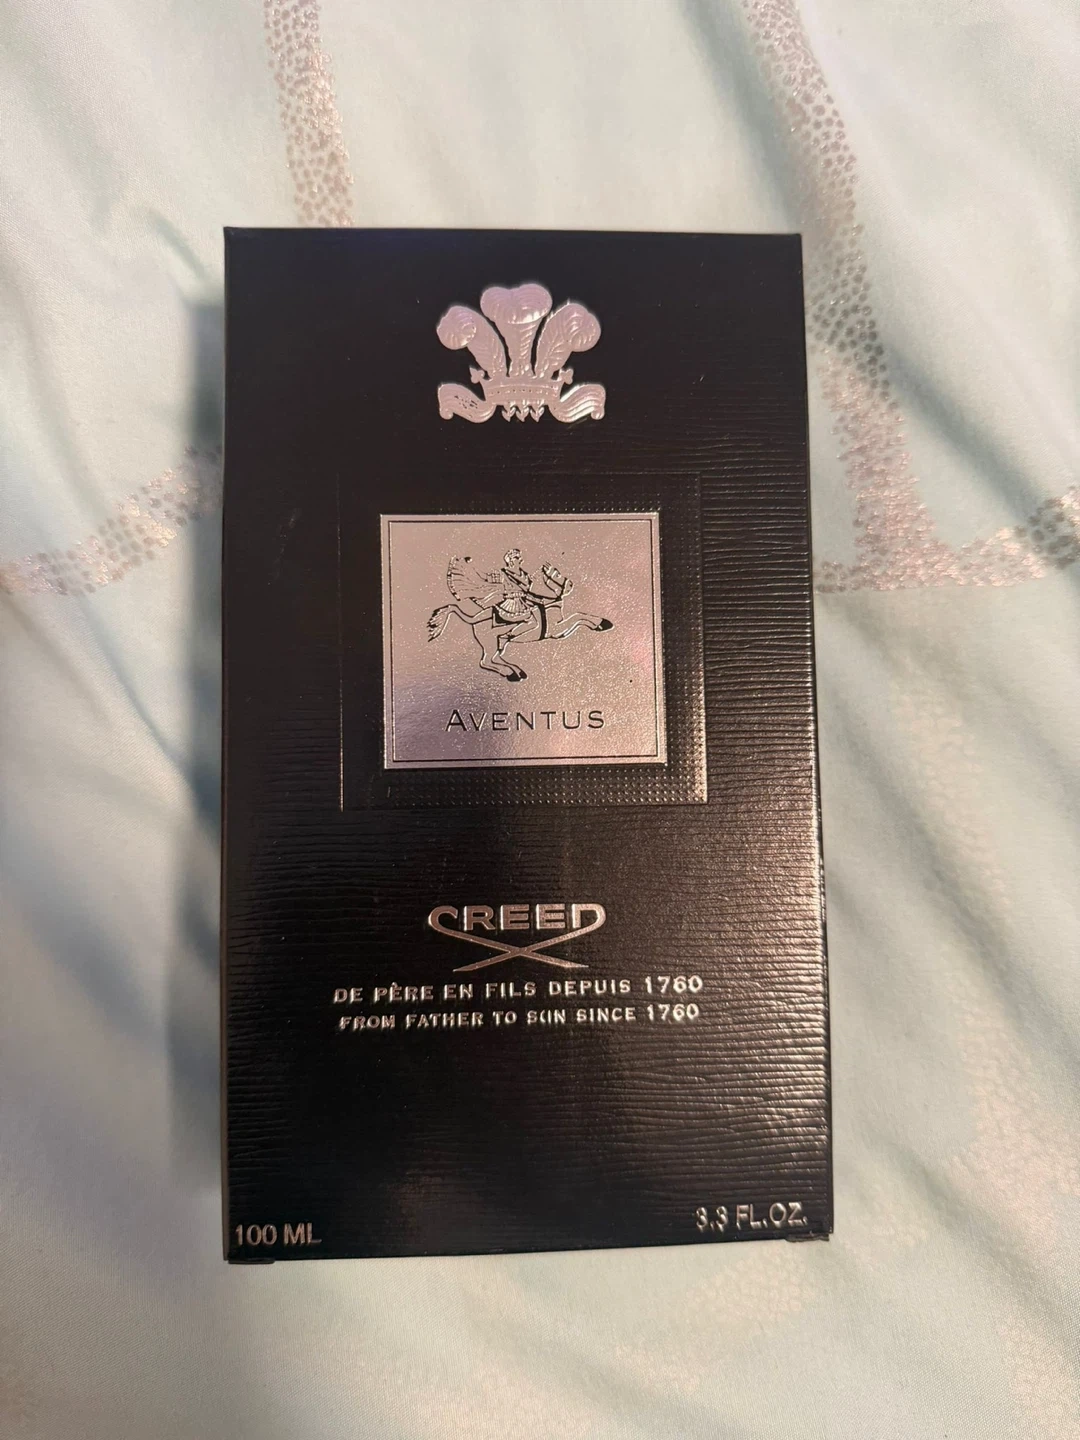 AVENTUS
CREED
DE PÈRE EN FILS DEPUIS 1760
FROM FATHER TO SON SINCE 1760
100 ML
3.3 FL.OZ.